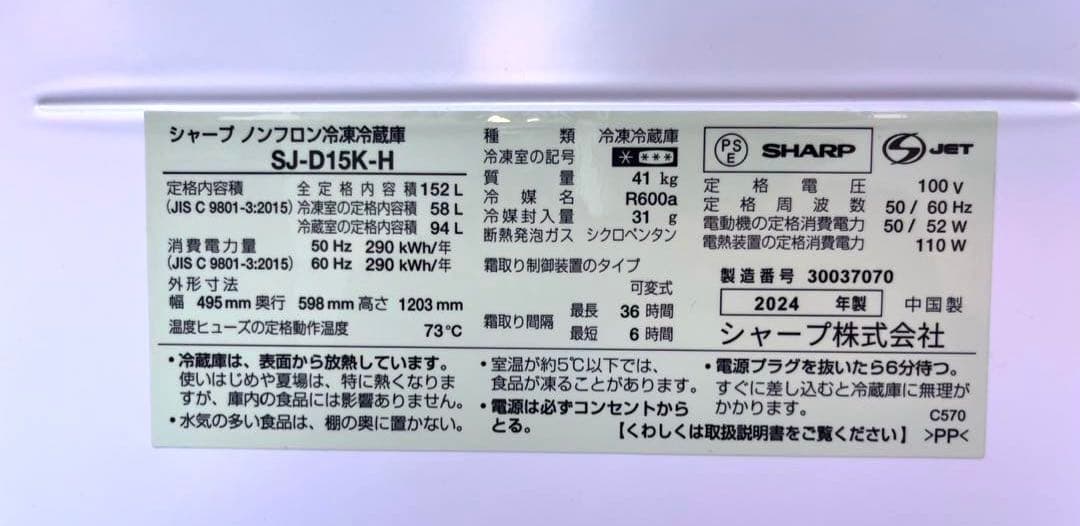 シャープ ノンフロン冷凍冷蔵庫
SJ-D15K-H
定格内容積 全定格内容積 152 L
(JIS C 9801-3:2015) 冷凍室の定格内容積 58 L
冷蔵室の定格内容積 94 L
消費電力量 50 Hz 290 kWh/年
(JIS C 9801-3:2015) 60 Hz 290 kWh/年
外形寸法
幅 495 mm 奥行 598 mm 高さ 1203 mm
温度ヒューズの定格動作温度 73℃
種類 冷凍冷蔵庫
冷凍室の記号 * ***
質量 41 kg
冷媒名 R600a
冷媒封入量 31 g
断熱発泡ガス シクロペンタン
霜取り制御装置のタイプ
可変式
霜取り間隔 最長 36 時間
最短 6 時間
PSE SHARP JET
定格電圧 100 V
定格周波数 50 / 60 Hz
電動機の定格消費電力 50 / 52 W
電熱装置の定格消費電力 110 W
製造番号 30037070
2024 年製 中国製
シャープ株式会社
・冷蔵庫は、表面から放熱しています。
使いはじめや夏場は、特に熱くなりま
すが、庫内の食品には影響ありません。
・水気の多い食品は、棚の奥に置かない。
・室温が約5℃以下では、
食品が凍ることがあります。
・電源は必ずコンセントから
とる。
・電源プラグを抜いたら6分待つ。
すぐに差し込むと冷蔵庫に無理が
かかります。
C570
【くわしくは取扱説明書をご覧ください】 >PP<